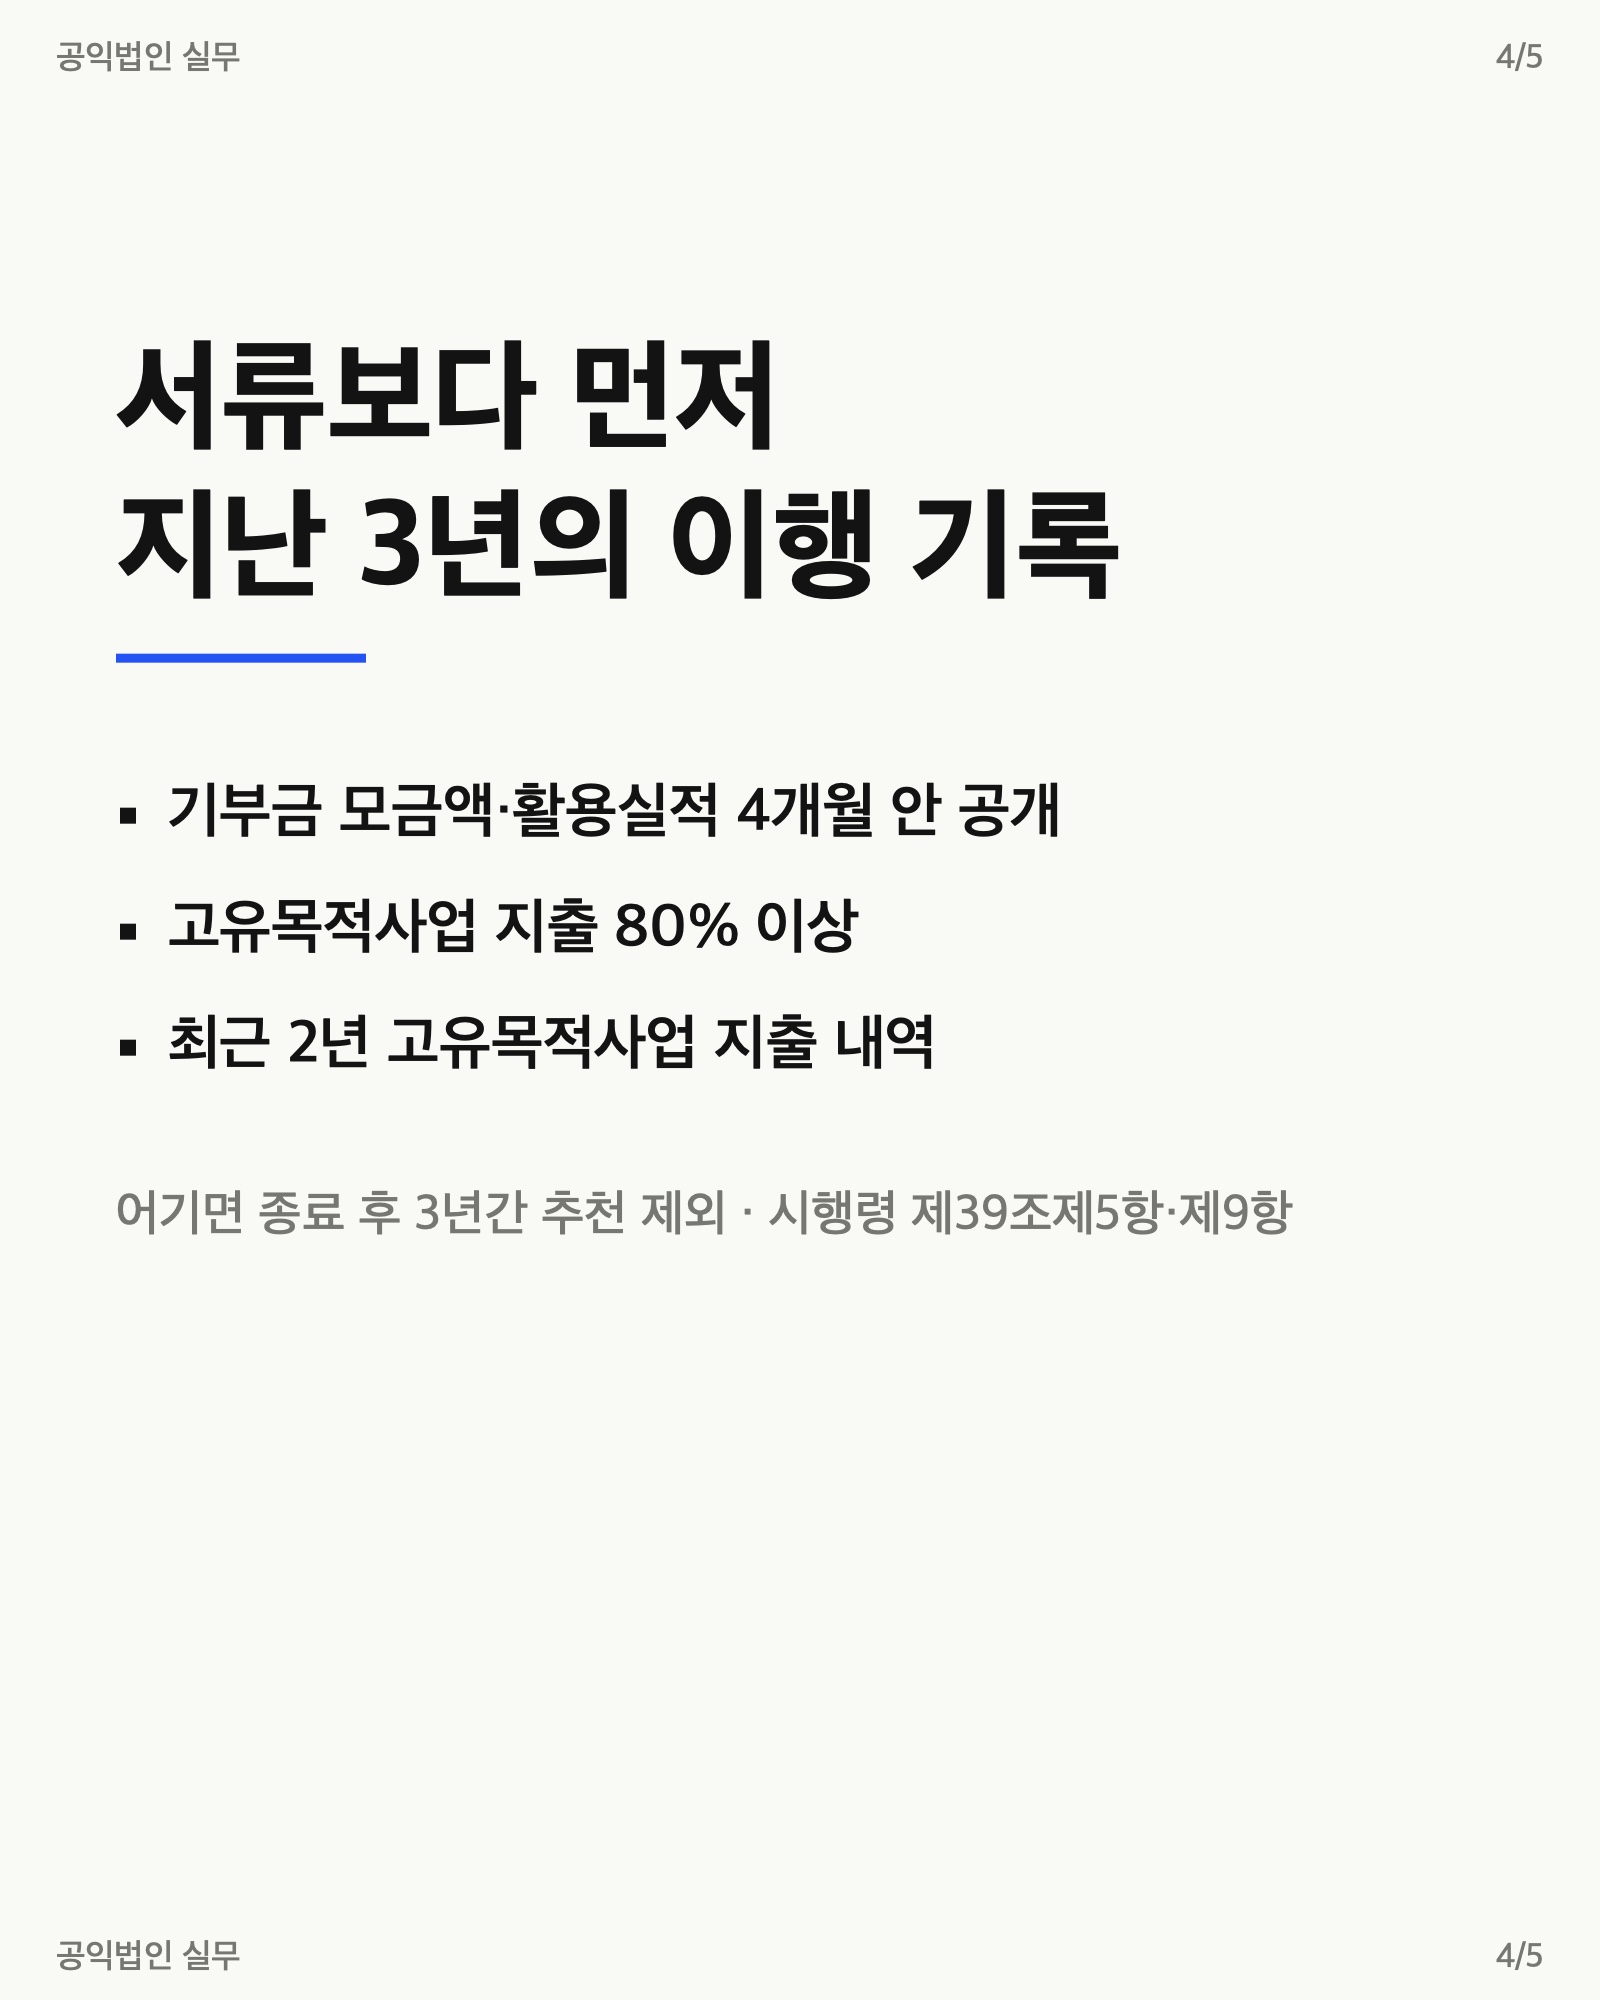 공익법인 실무
4/5
서류보다 먼저
지난 3년의 이행 기록
▪ 기부금 모금액·활용실적 4개월 안 공개
▪ 고유목적사업 지출 80% 이상
▪ 최근 2년 고유목적사업 지출 내역
어기면 종료 후 3년간 추천 제외 · 시행령 제39조제5항·제9항
공익법인 실무
4/5